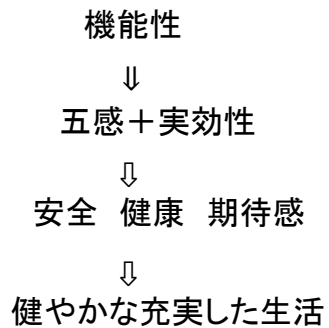 機能性
⇓
五感＋実効性
⇩
安全　健康　期待感
⇩
健やかな充実した生活